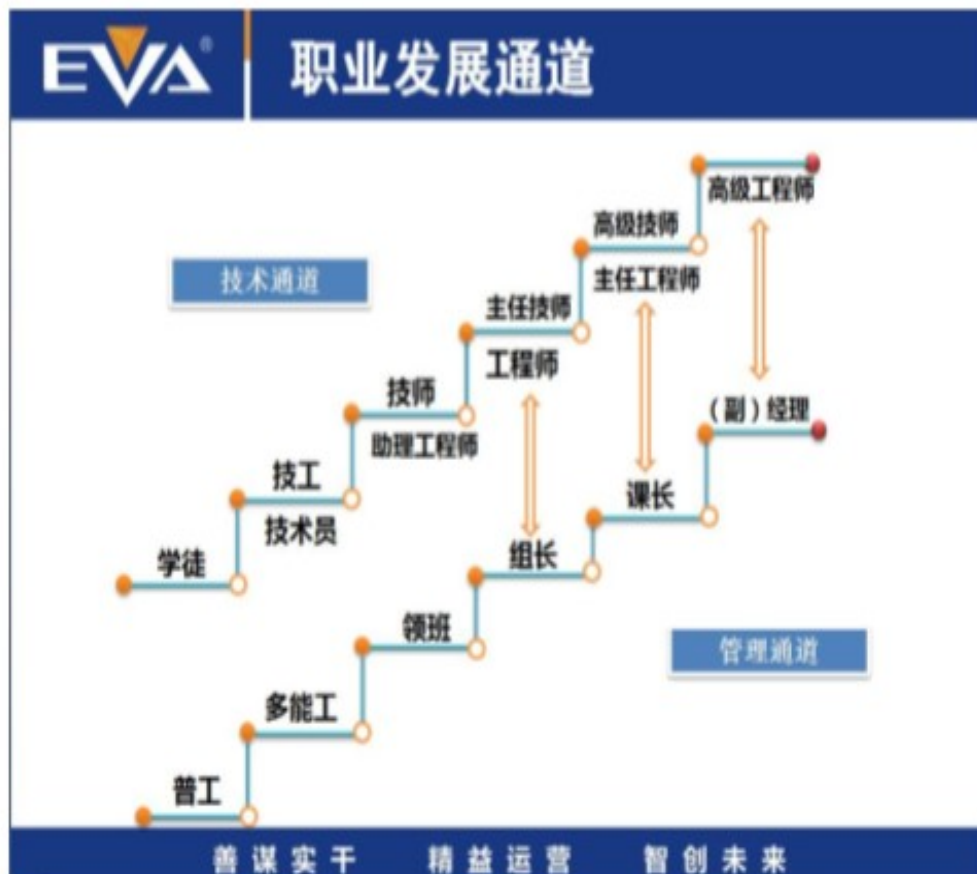 EVA® 职业发展通道
高级工程师
高级技师
技术通道
主任工程师
主任技师
工程师
技师
（副）经理
助理工程师
技工
课长
技术员
组长
学徒
领班
管理通道
多能工
普工
善谋实干 精益运营 智创未来